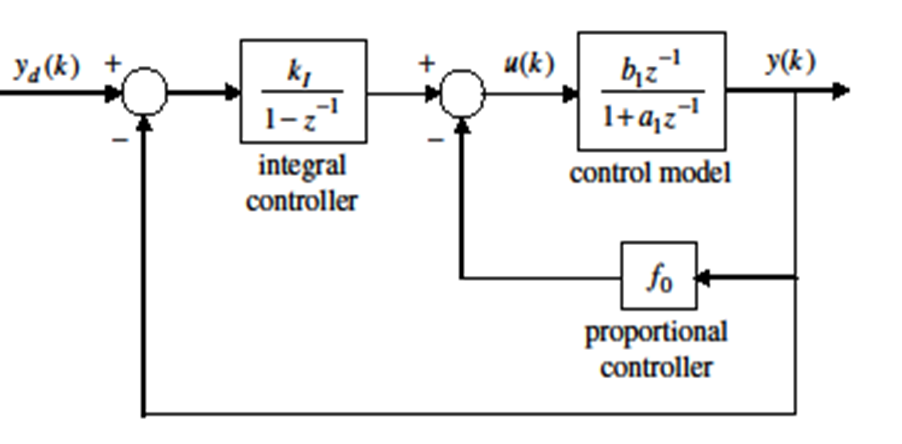 y_d(k) + k_I/(1-z^{-1}) + u(k) b_1z^{-1}/(1+a_1z^{-1}) y(k)
− −
integral
controller
control model
f_0
proportional
controller